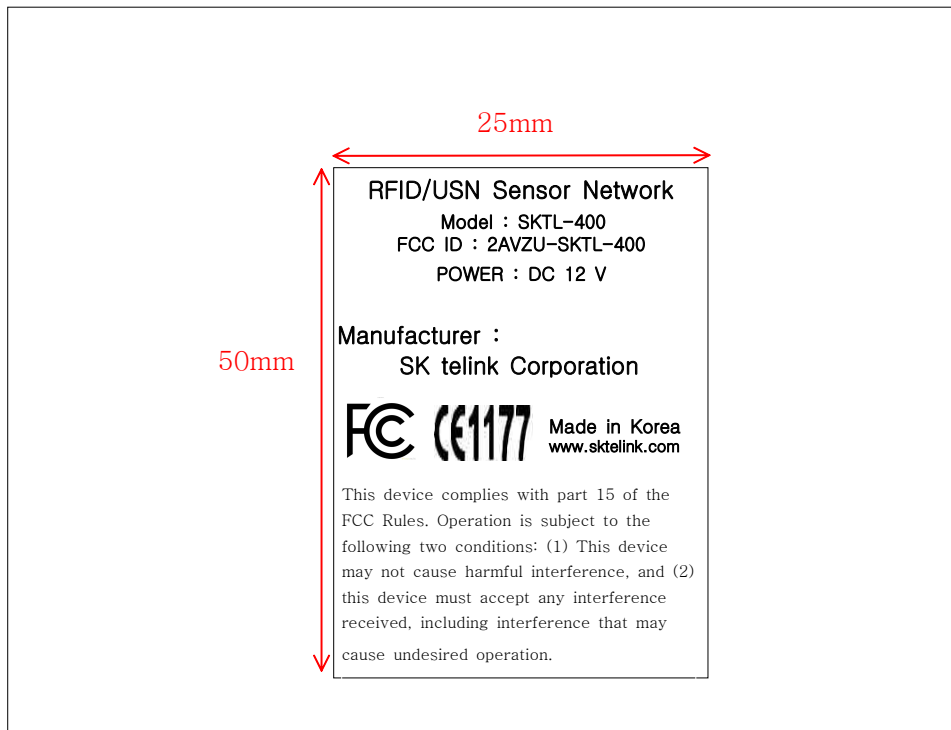 25mm
RFID/USN Sensor Network
Model : SKTL-400
FCC ID : 2AVZU-SKTL-400
POWER : DC 12 V
Manufacturer :
50mm
SK telink Corporation
FC CE1177 Made in Korea
www.sktelink.com
This device complies with part 15 of the
FCC Rules. Operation is subject to the
following two conditions: (1) This device
may not cause harmful interference, and (2)
this device must accept any interference
received, including interference that may
cause undesired operation.